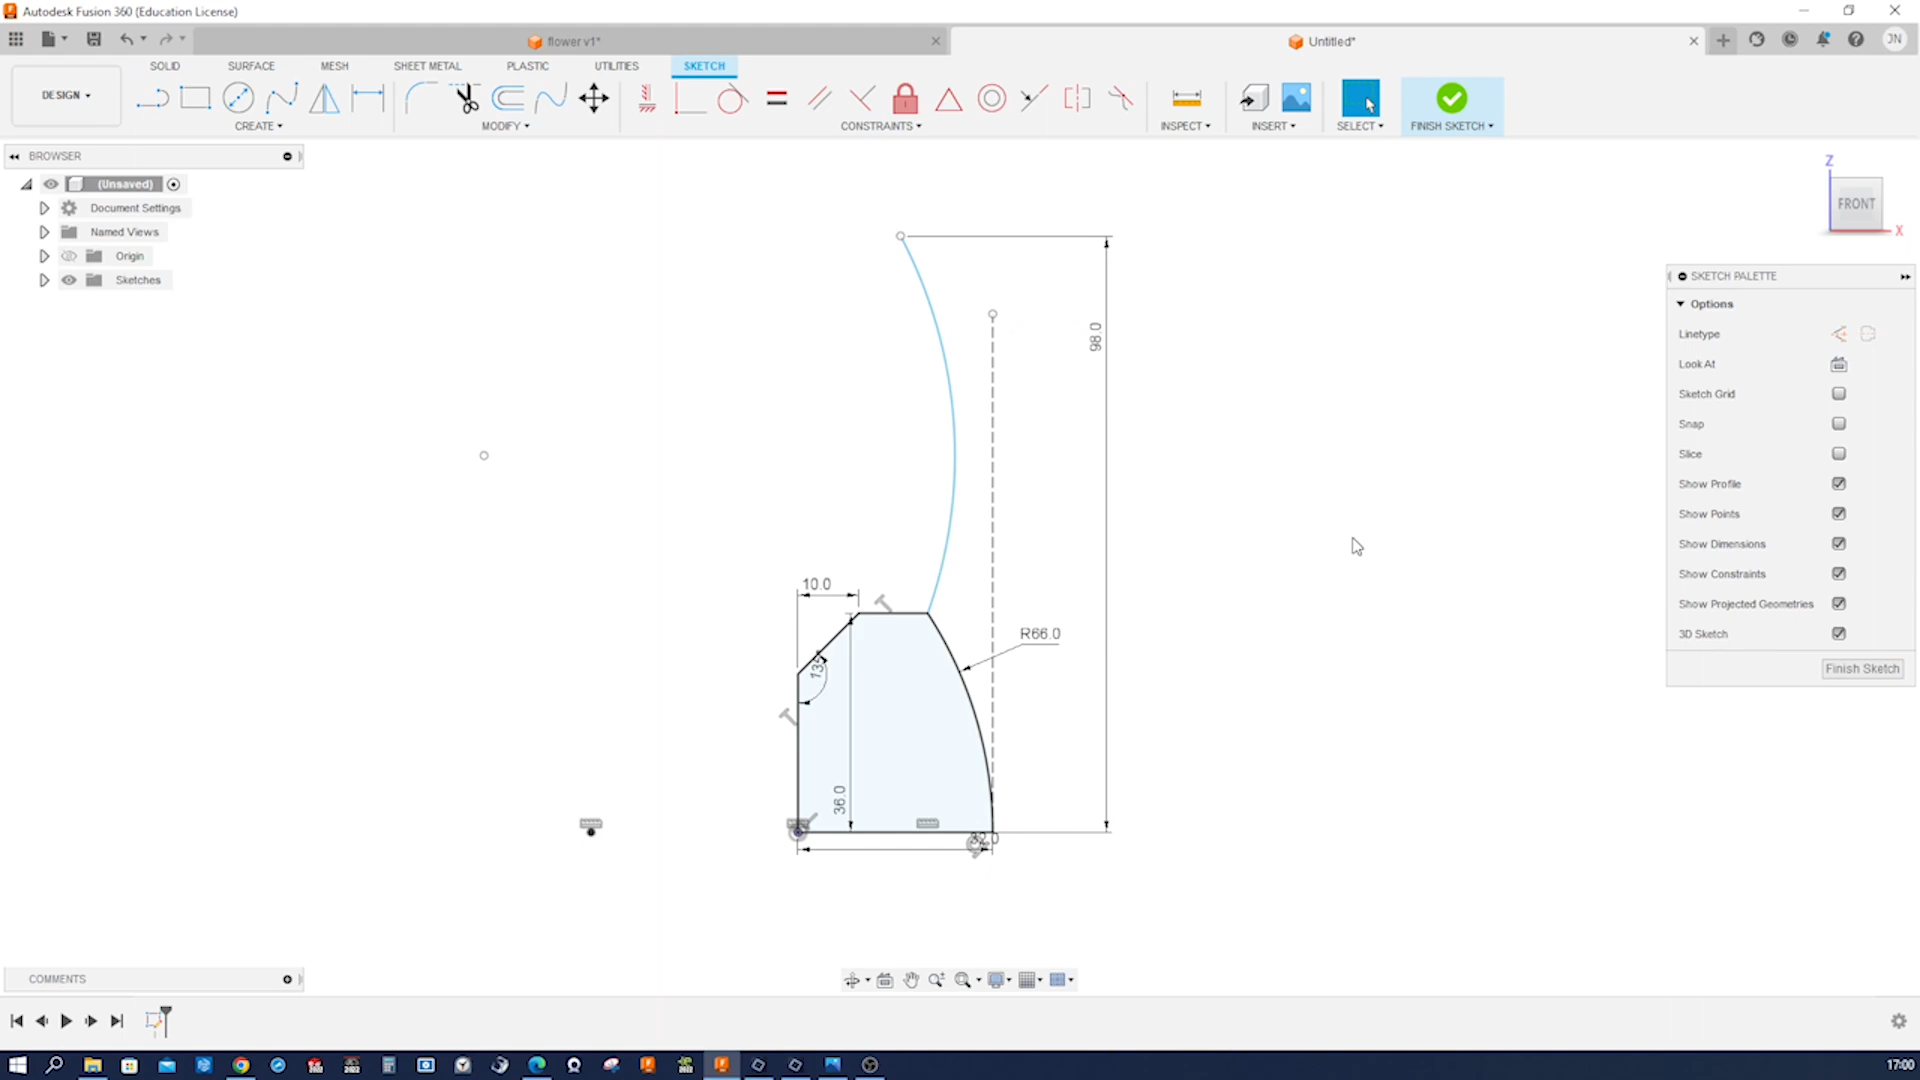 Autodesk Fusion 360 (Education License)
flower v1*
Untitled*
JN
DESIGN
SOLID
SURFACE
MESH
SHEET METAL
PLASTIC
UTILITIES
SKETCH
CREATE
MODIFY
CONSTRAINTS
INSPECT
INSERT
SELECT
FINISH SKETCH
BROWSER
(Unsaved)
Document Settings
Named Views
Origin
Sketches
Z
FRONT
X
SKETCH PALETTE
Options
Linetype
Look At
Sketch Grid
Snap
Slice
Show Profile
Show Points
Show Dimensions
Show Constraints
Show Projected Geometries
3D Sketch
Finish Sketch
98.0
10.0
R66.0
36.0
32.0
COMMENTS
17:00